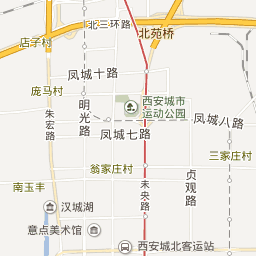 北三环路
北苑桥
店子村
凤城十路
庞马村
西安城市
运动公园
明光路
朱宏路
凤城七路
凤城八路
三家庄村
翁家庄村
南玉丰
未央路
贞观路
汉城湖
意点美术馆
西安城北客运站